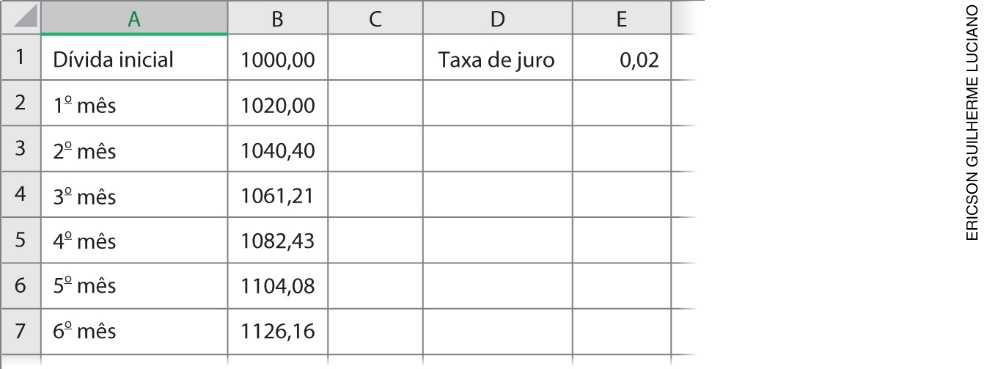 A B C D E
1 Dívida inicial 1000,00 Taxa de juro 0,02
2 1º mês 1020,00
3 2º mês 1040,40
4 3º mês 1061,21
5 4º mês 1082,43
6 5º mês 1104,08
7 6º mês 1126,16
ERICSON GUILHERME LUCIANO